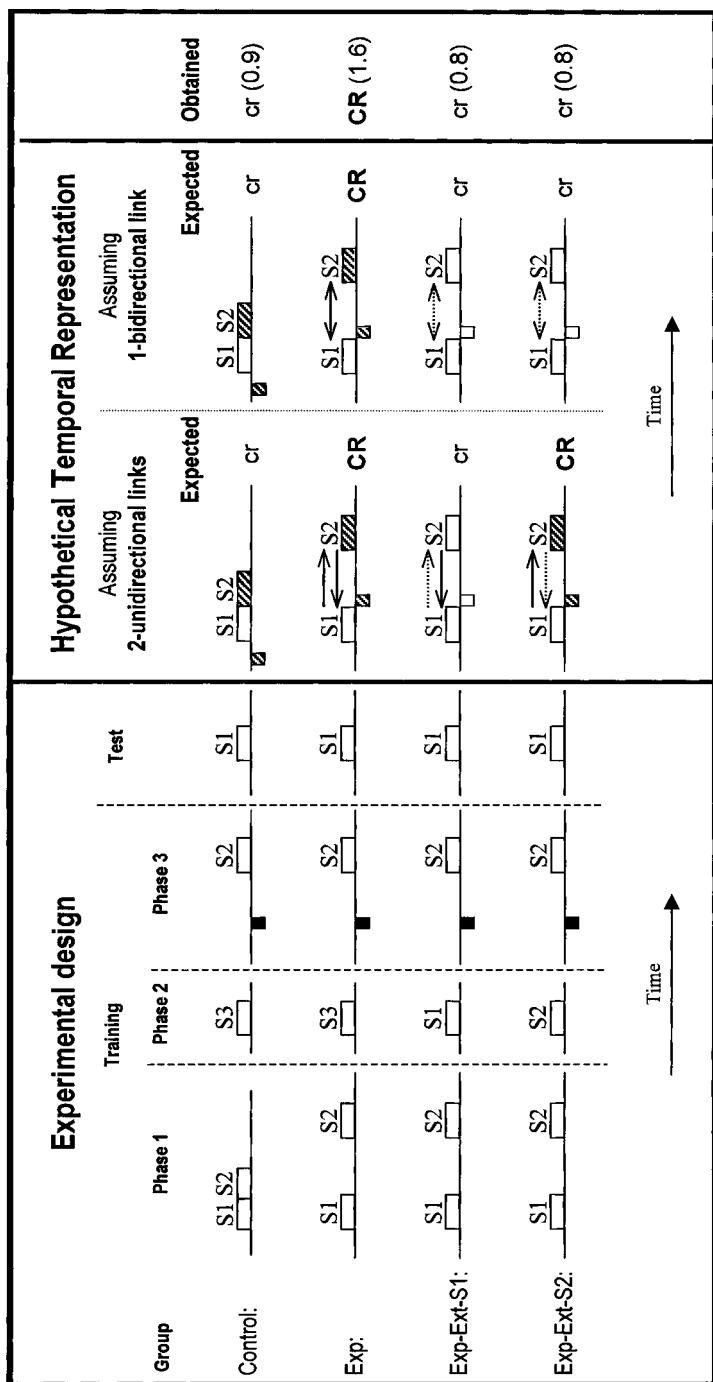 Experimental design
Hypothetical Temporal Representation
Training
Test
Assuming
2-unidirectional links
Assuming
1-bidirectional link
Group
Phase 1
Phase 2
Phase 3
Expected
Expected
Obtained
Control:
S1 S2
S3
S2
S1
S1 S2
cr
S1 S2
cr
cr (0.9)
Exp:
S1
S2
S3
S2
S1
S1
S2
CR
S1
S2
CR
CR (1.6)
Exp-Ext-S1:
S1
S2
S1
S2
S1
S1
S2
cr
S1
S2
cr
cr (0.8)
Exp-Ext-S2:
S1
S2
S2
S2
S1
S1
S2
CR
S1
S2
cr
cr (0.8)
Time
Time